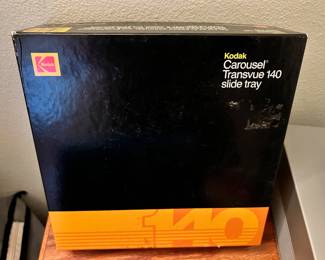 Kodak
Kodak
Carousel®
Transvue 140
slide tray
140